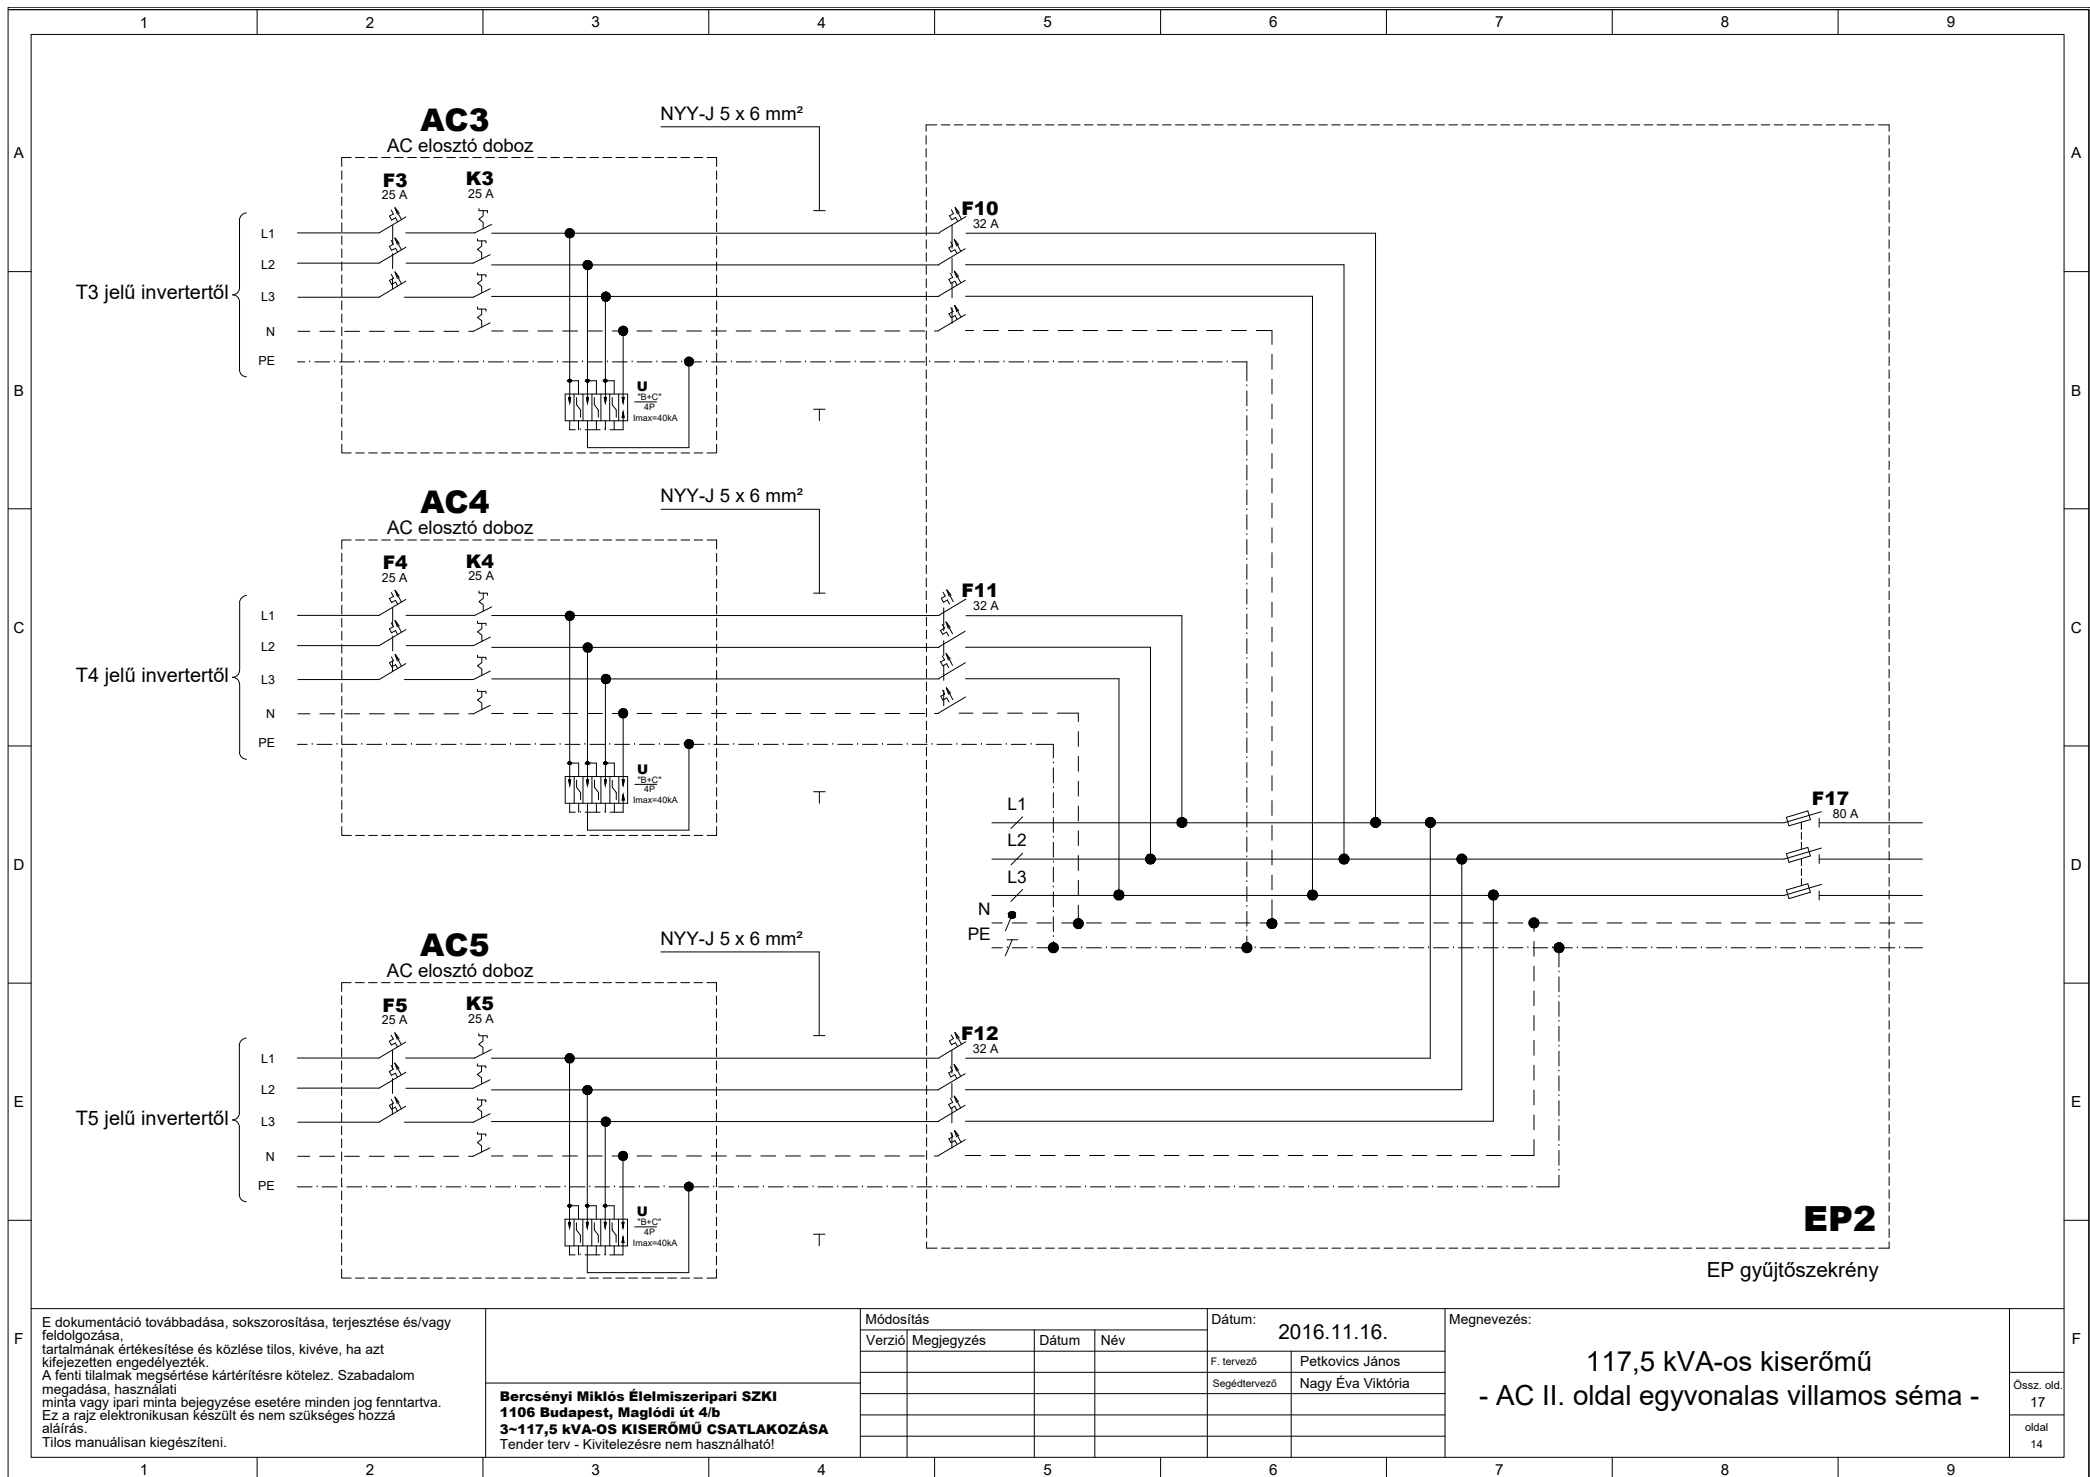 1 2 3 4 5 6 7 8 9
A A
B B
C C
D D
E E
F F
AC3
AC elosztó doboz
NYY-J 5 x 6 mm²
F3
25 A
K3
25 A
F10
32 A
T3 jelű invertertől
L1
L2
L3
N
PE
U
"B+C"
4P
Imax=40kA
AC4
AC elosztó doboz
NYY-J 5 x 6 mm²
F4
25 A
K4
25 A
F11
32 A
T4 jelű invertertől
L1
L2
L3
N
PE
U
"B+C"
4P
Imax=40kA
L1
L2
L3
N
PE
F17
80 A
AC5
AC elosztó doboz
NYY-J 5 x 6 mm²
F5
25 A
K5
25 A
F12
32 A
T5 jelű invertertől
L1
L2
L3
N
PE
U
"B+C"
4P
Imax=40kA
EP2
EP gyűjtőszekrény
E dokumentáció továbbadása, sokszorosítása, terjesztése és/vagy
feldolgozása,
tartalmának értékesítése és közlése tilos, kivéve, ha azt
kifejezetten engedélyezték.
A fenti tilalmak megsértése kártérítésre kötelez. Szabadalom
megadása, használati
minta vagy ipari minta bejegyzése esetére minden jog fenntartva.
Ez a rajz elektronikusan készült és nem szükséges hozzá
aláírás.
Tilos manuálisan kiegészíteni.
Bercsényi Miklós Élelmiszeripari SZKI
1106 Budapest, Maglódi út 4/b
3~117,5 kVA-OS KISERŐMŰ CSATLAKOZÁSA
Tender terv - Kivitelezésre nem használható!
Módosítás
Verzió Megjegyzés Dátum Név
Dátum:
2016.11.16.
F. tervező Petkovics János
Segédtervező Nagy Éva Viktória
Megnevezés:
117,5 kVA-os kiserőmű
- AC II. oldal egyvonalas villamos séma -
Össz. old.
17
oldal
14
1 2 3 4 5 6 7 8 9